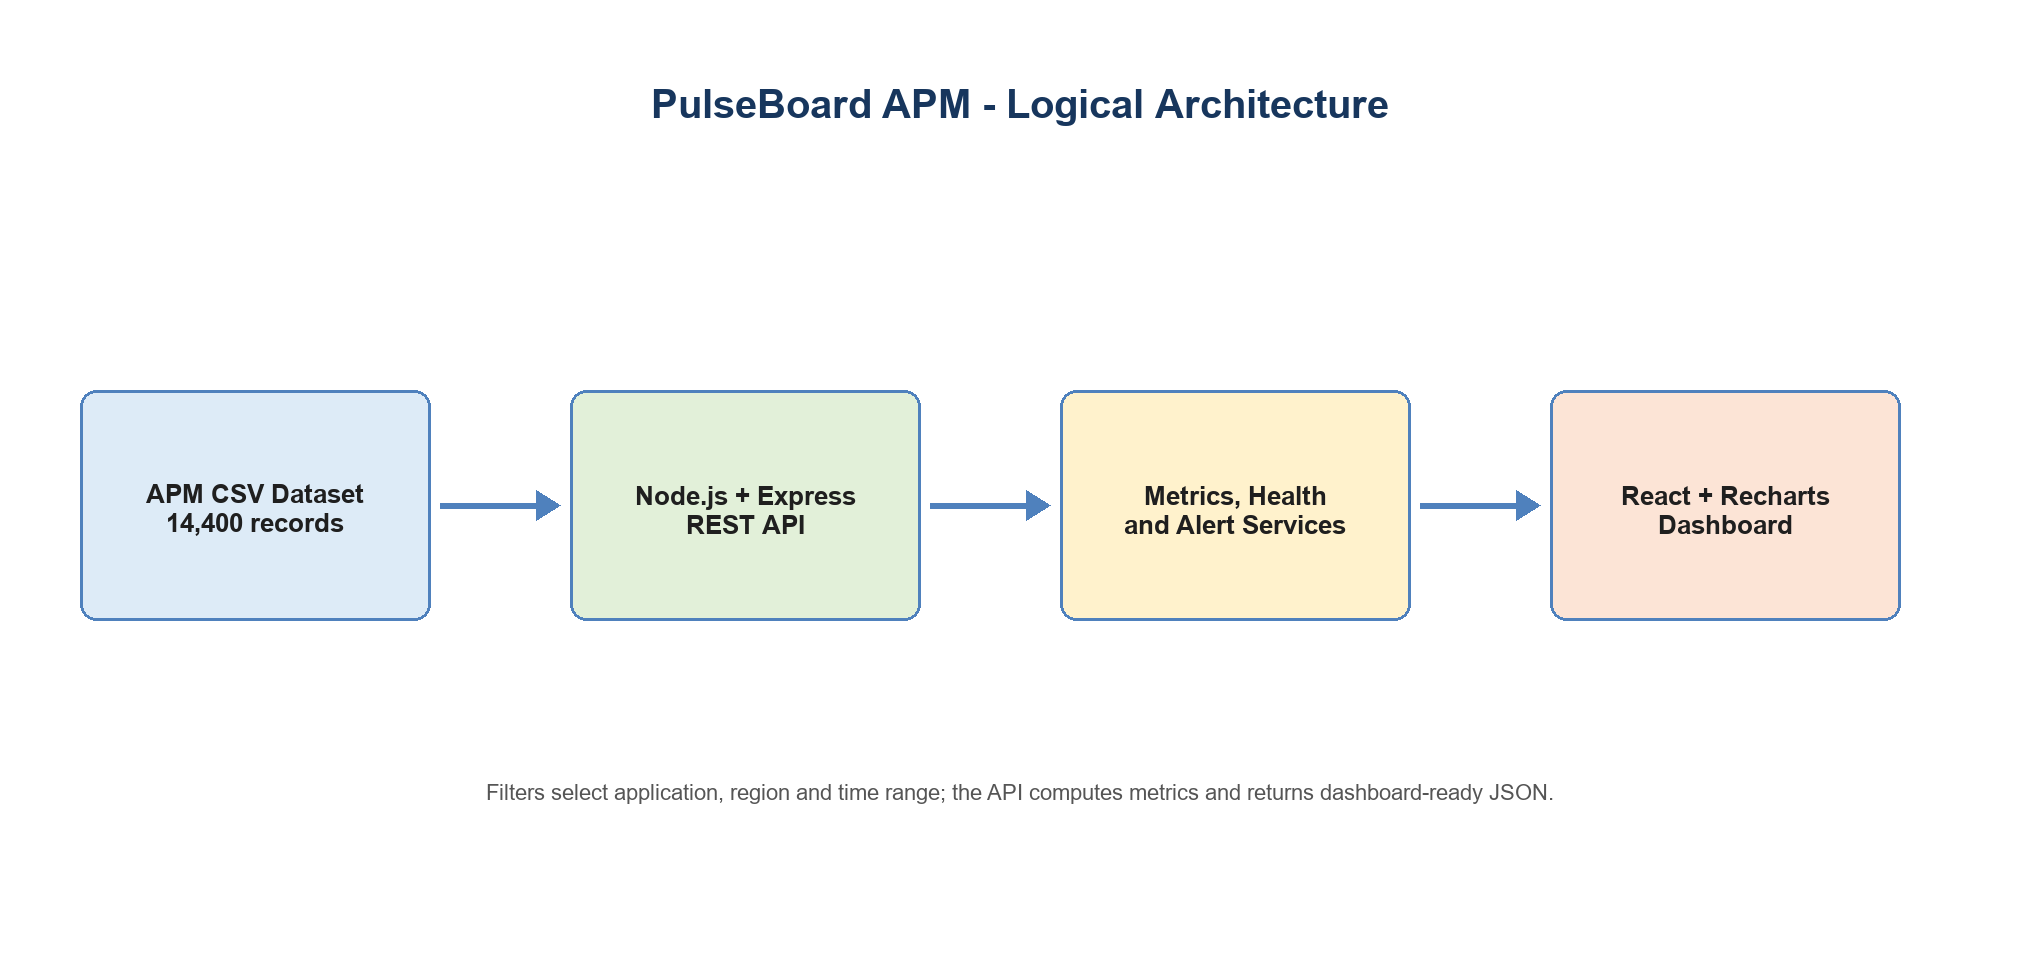 PulseBoard APM - Logical Architecture
APM CSV Dataset
14,400 records
Node.js + Express
REST API
Metrics, Health
and Alert Services
React + Recharts
Dashboard
Filters select application, region and time range; the API computes metrics and returns dashboard-ready JSON.